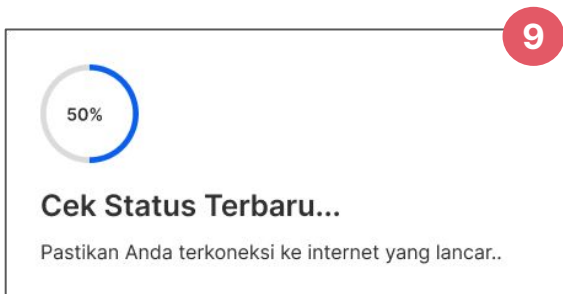 9
50%
Cek Status Terbaru...
Pastikan Anda terkoneksi ke internet yang lancar..